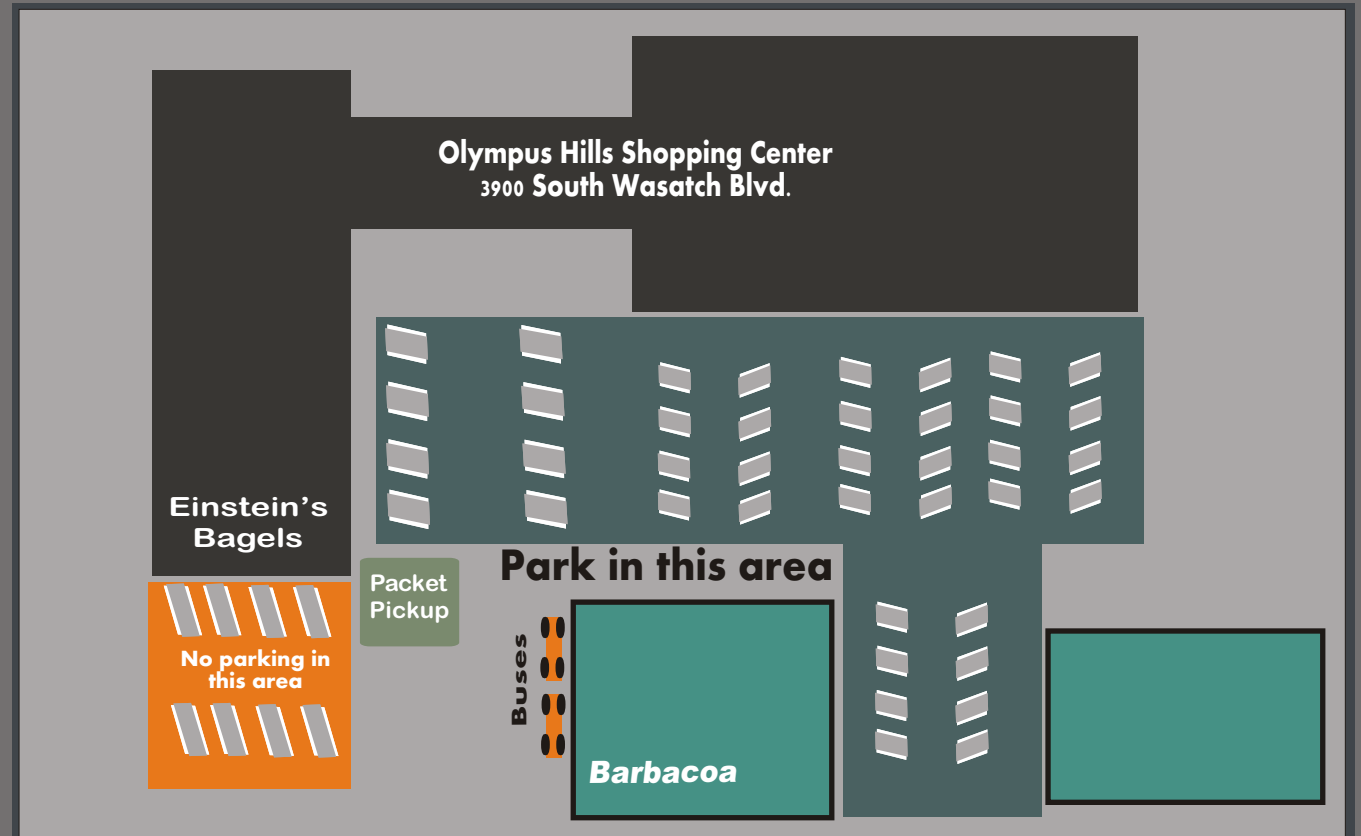 Olympus Hills Shopping Center
3900 South Wasatch Blvd.
Einstein's
Bagels
Park in this area
Packet
Pickup
No parking in
this area
Buses
Barbacoa